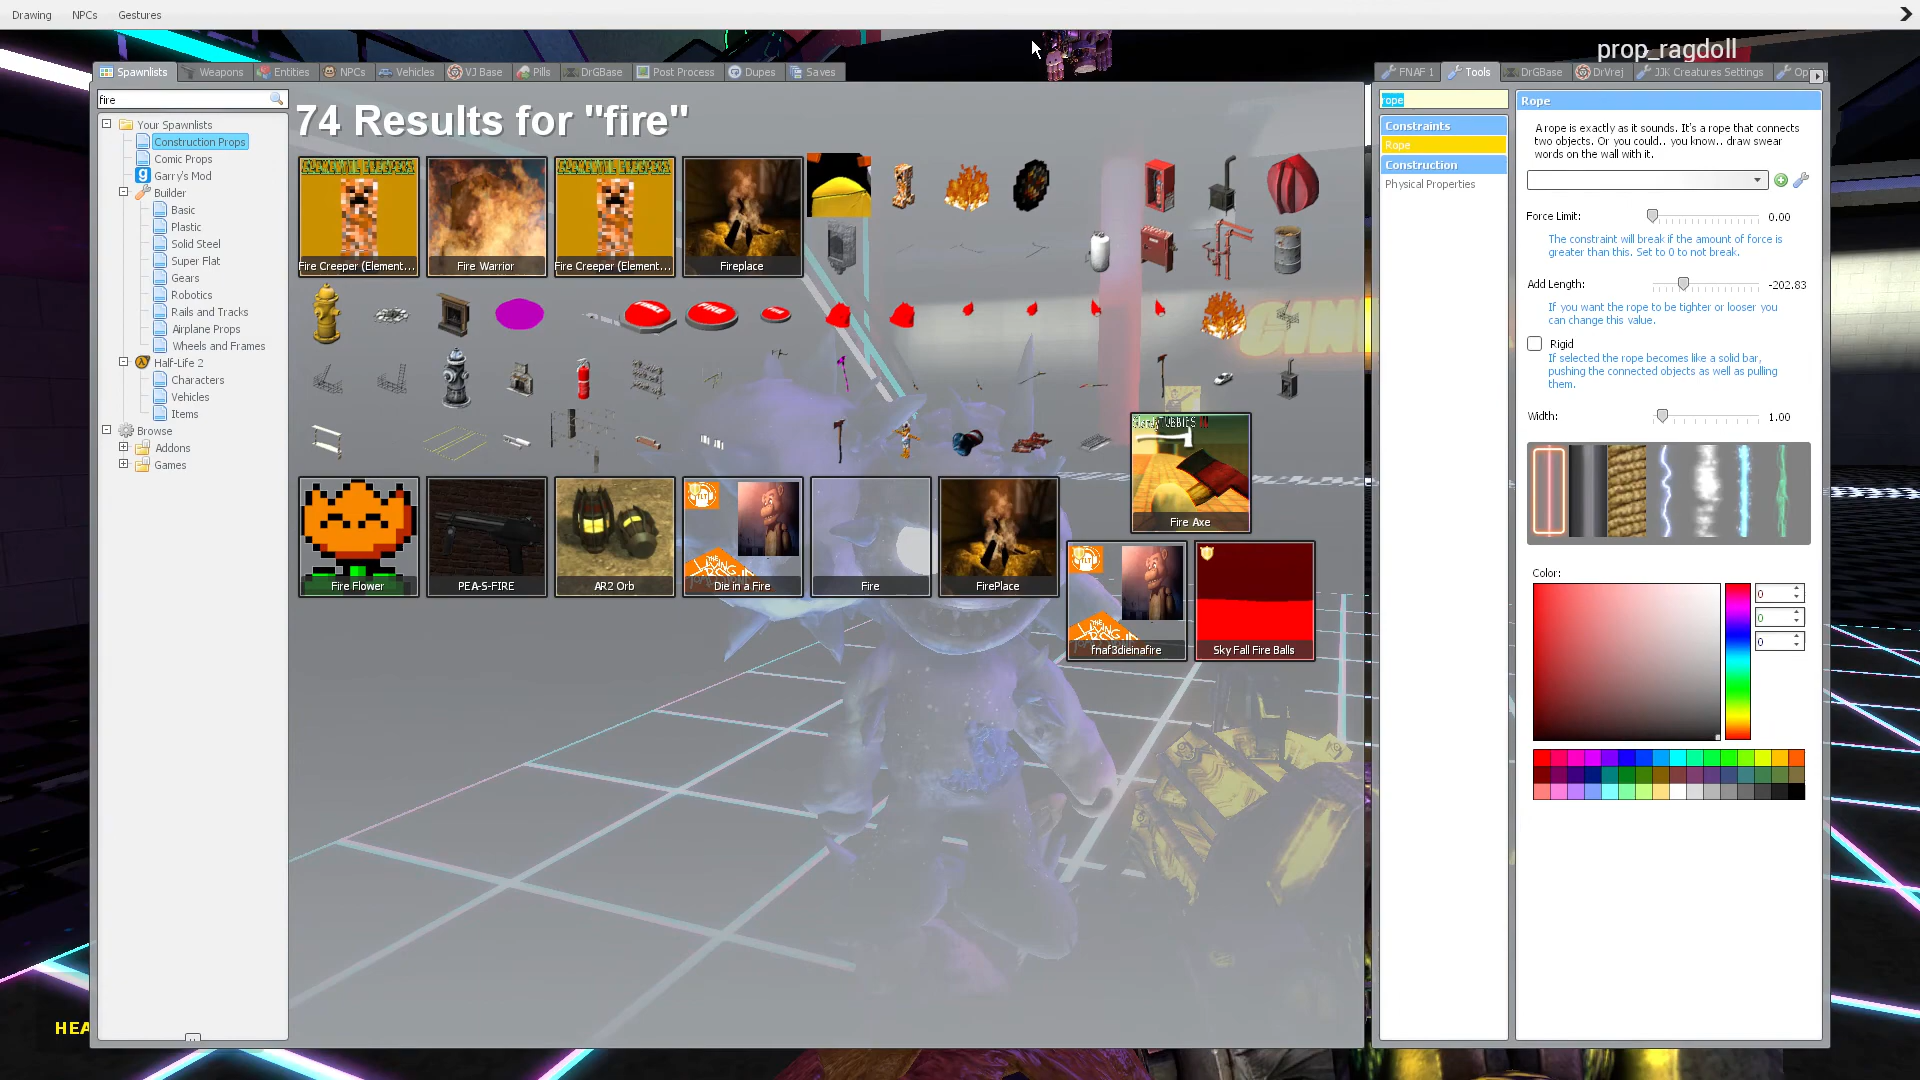 Drawing NPCs Gestures
prop_ragdoll
Spawnlists Weapons Entities NPCs Vehicles VJ Base Pills DrGBase Post Process Dupes Saves
FNAF 1 Tools DrGBase DrVrej JJK Creatures Settings
fire
74 Results for "fire"
Your Spawnlists
Construction Props
Comic Props
Garry's Mod
Builder
Basic
Plastic
Solid Steel
Super Flat
Gears
Robotics
Rails and Tracks
Airplane Props
Wheels and Frames
Half-Life 2
Characters
Vehicles
Items
Browse
Addons
Games
Fire Creeper (Element...
Fire Warrior
Fire Creeper (Element...
Fireplace
FIRE
Fire Axe
Fire Flower
PEA-S-FIRE
AR2 Orb
Die in a Fire
Fire
FirePlace
fnaf3dieinafire
Sky Fall Fire Balls
rope
Constraints
Rope
Construction
Physical Properties
Rope
A rope is exactly as it sounds. It's a rope that connects
two objects. Or you could.. you know.. draw swear
words on the wall with it.
Force Limit: 0.00
The constraint will break if the amount of force is
greater than this. Set to 0 to not break.
Add Length: -202.83
If you want the rope to be tighter or looser you
can change this value.
Rigid
If selected the rope becomes like a solid bar,
pushing the connected objects as well as pulling
them.
Width: 1.00
Color:
0
0
0
HEA